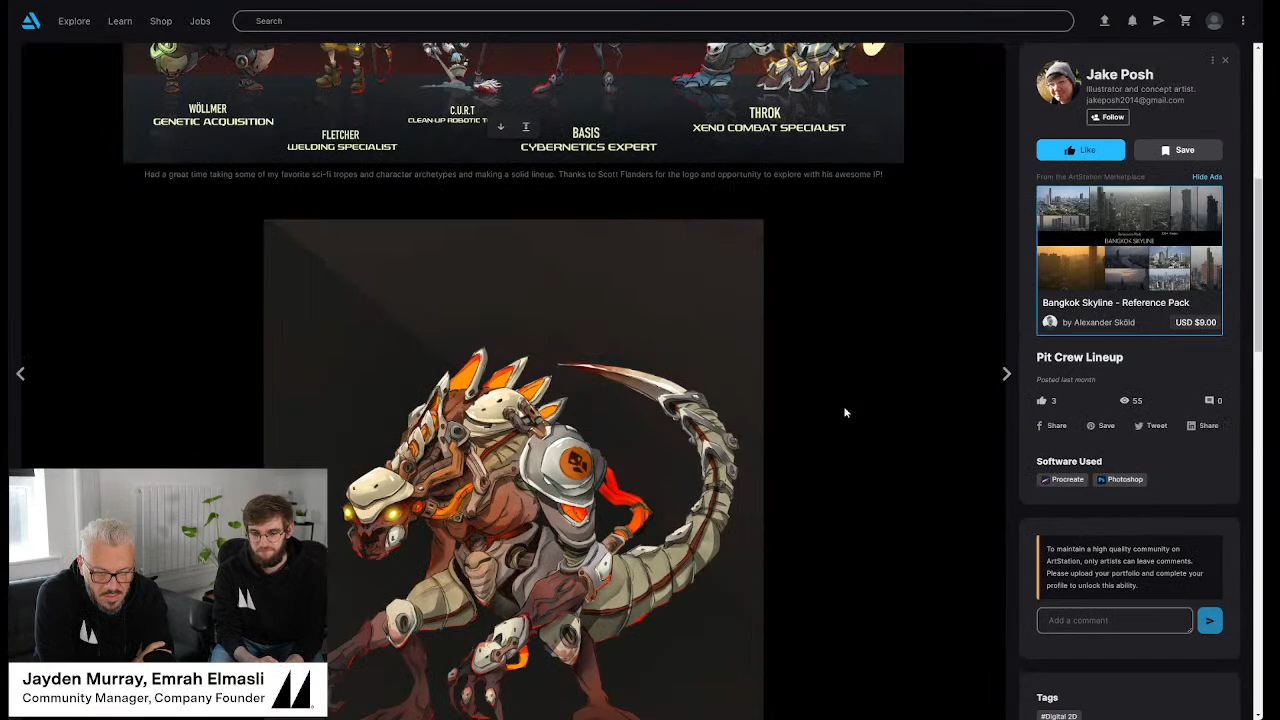 Explore Learn Shop Jobs Search
Jake Posh
Illustrator and concept artist.
jakeposh2014@gmail.com
Follow
Like Save
From the ArtStation Marketplace Hide Ads
BANGKOK SKYLINE
Bangkok Skyline - Reference Pack
by Alexander Sköld USD $9.00
Pit Crew Lineup
Posted last month
3 55 0
Share Save Tweet Share
Software Used
Procreate Photoshop
To maintain a high quality community on
ArtStation, only artists can leave comments.
Please upload your portfolio and complete your
profile to unlock this ability.
Add a comment
Tags
#Digital 2D
WÖLLMER
GENETIC ACQUISITION
FLETCHER
WELDING SPECIALIST
C.U.R.T
CLEAN-UP ROBOTIC
BASIS
CYBERNETICS EXPERT
THROK
XENO COMBAT SPECIALIST
Had a great time taking some of my favorite sci-fi tropes and character archetypes and making a solid lineup. Thanks to Scott Flanders for the logo and opportunity to explore with his awesome IP!
Jayden Murray, Emrah Elmasli
Community Manager, Company Founder